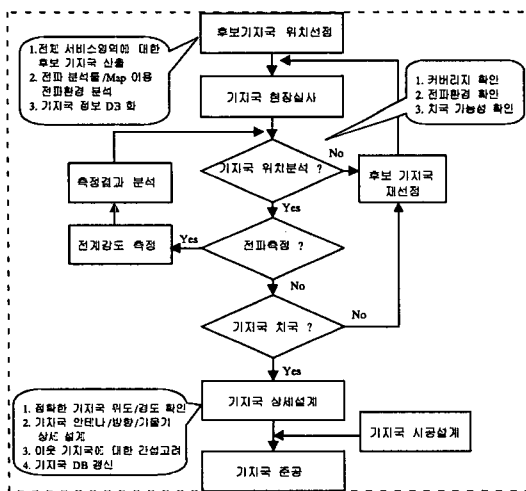 후보기지국 위치선정
1.전체 서비스영역에 대한
후보 기지국 산출
2. 전파 분석툴/Map 이용
전파환경 분석
3. 기지국 정보 DB 화
기지국 현장실사
1. 커버리지 확인
2. 전파환경 확인
3. 치국 가능성 확인
기지국 위치분석 ?
No
후보 기지국
재선정
측정결과 분석
Yes
전파측정 ?
Yes
전계강도 측정
No
기지국 치국 ?
No
Yes
기지국 상세설계
1. 정확한 기지국 위도/경도 확인
2. 기지국 안테나/방향/기울기
상세 설계
3. 이웃 기지국에 대한 간섭고려
4. 기지국 DB 갱신
기지국 시공설계
기지국 준공